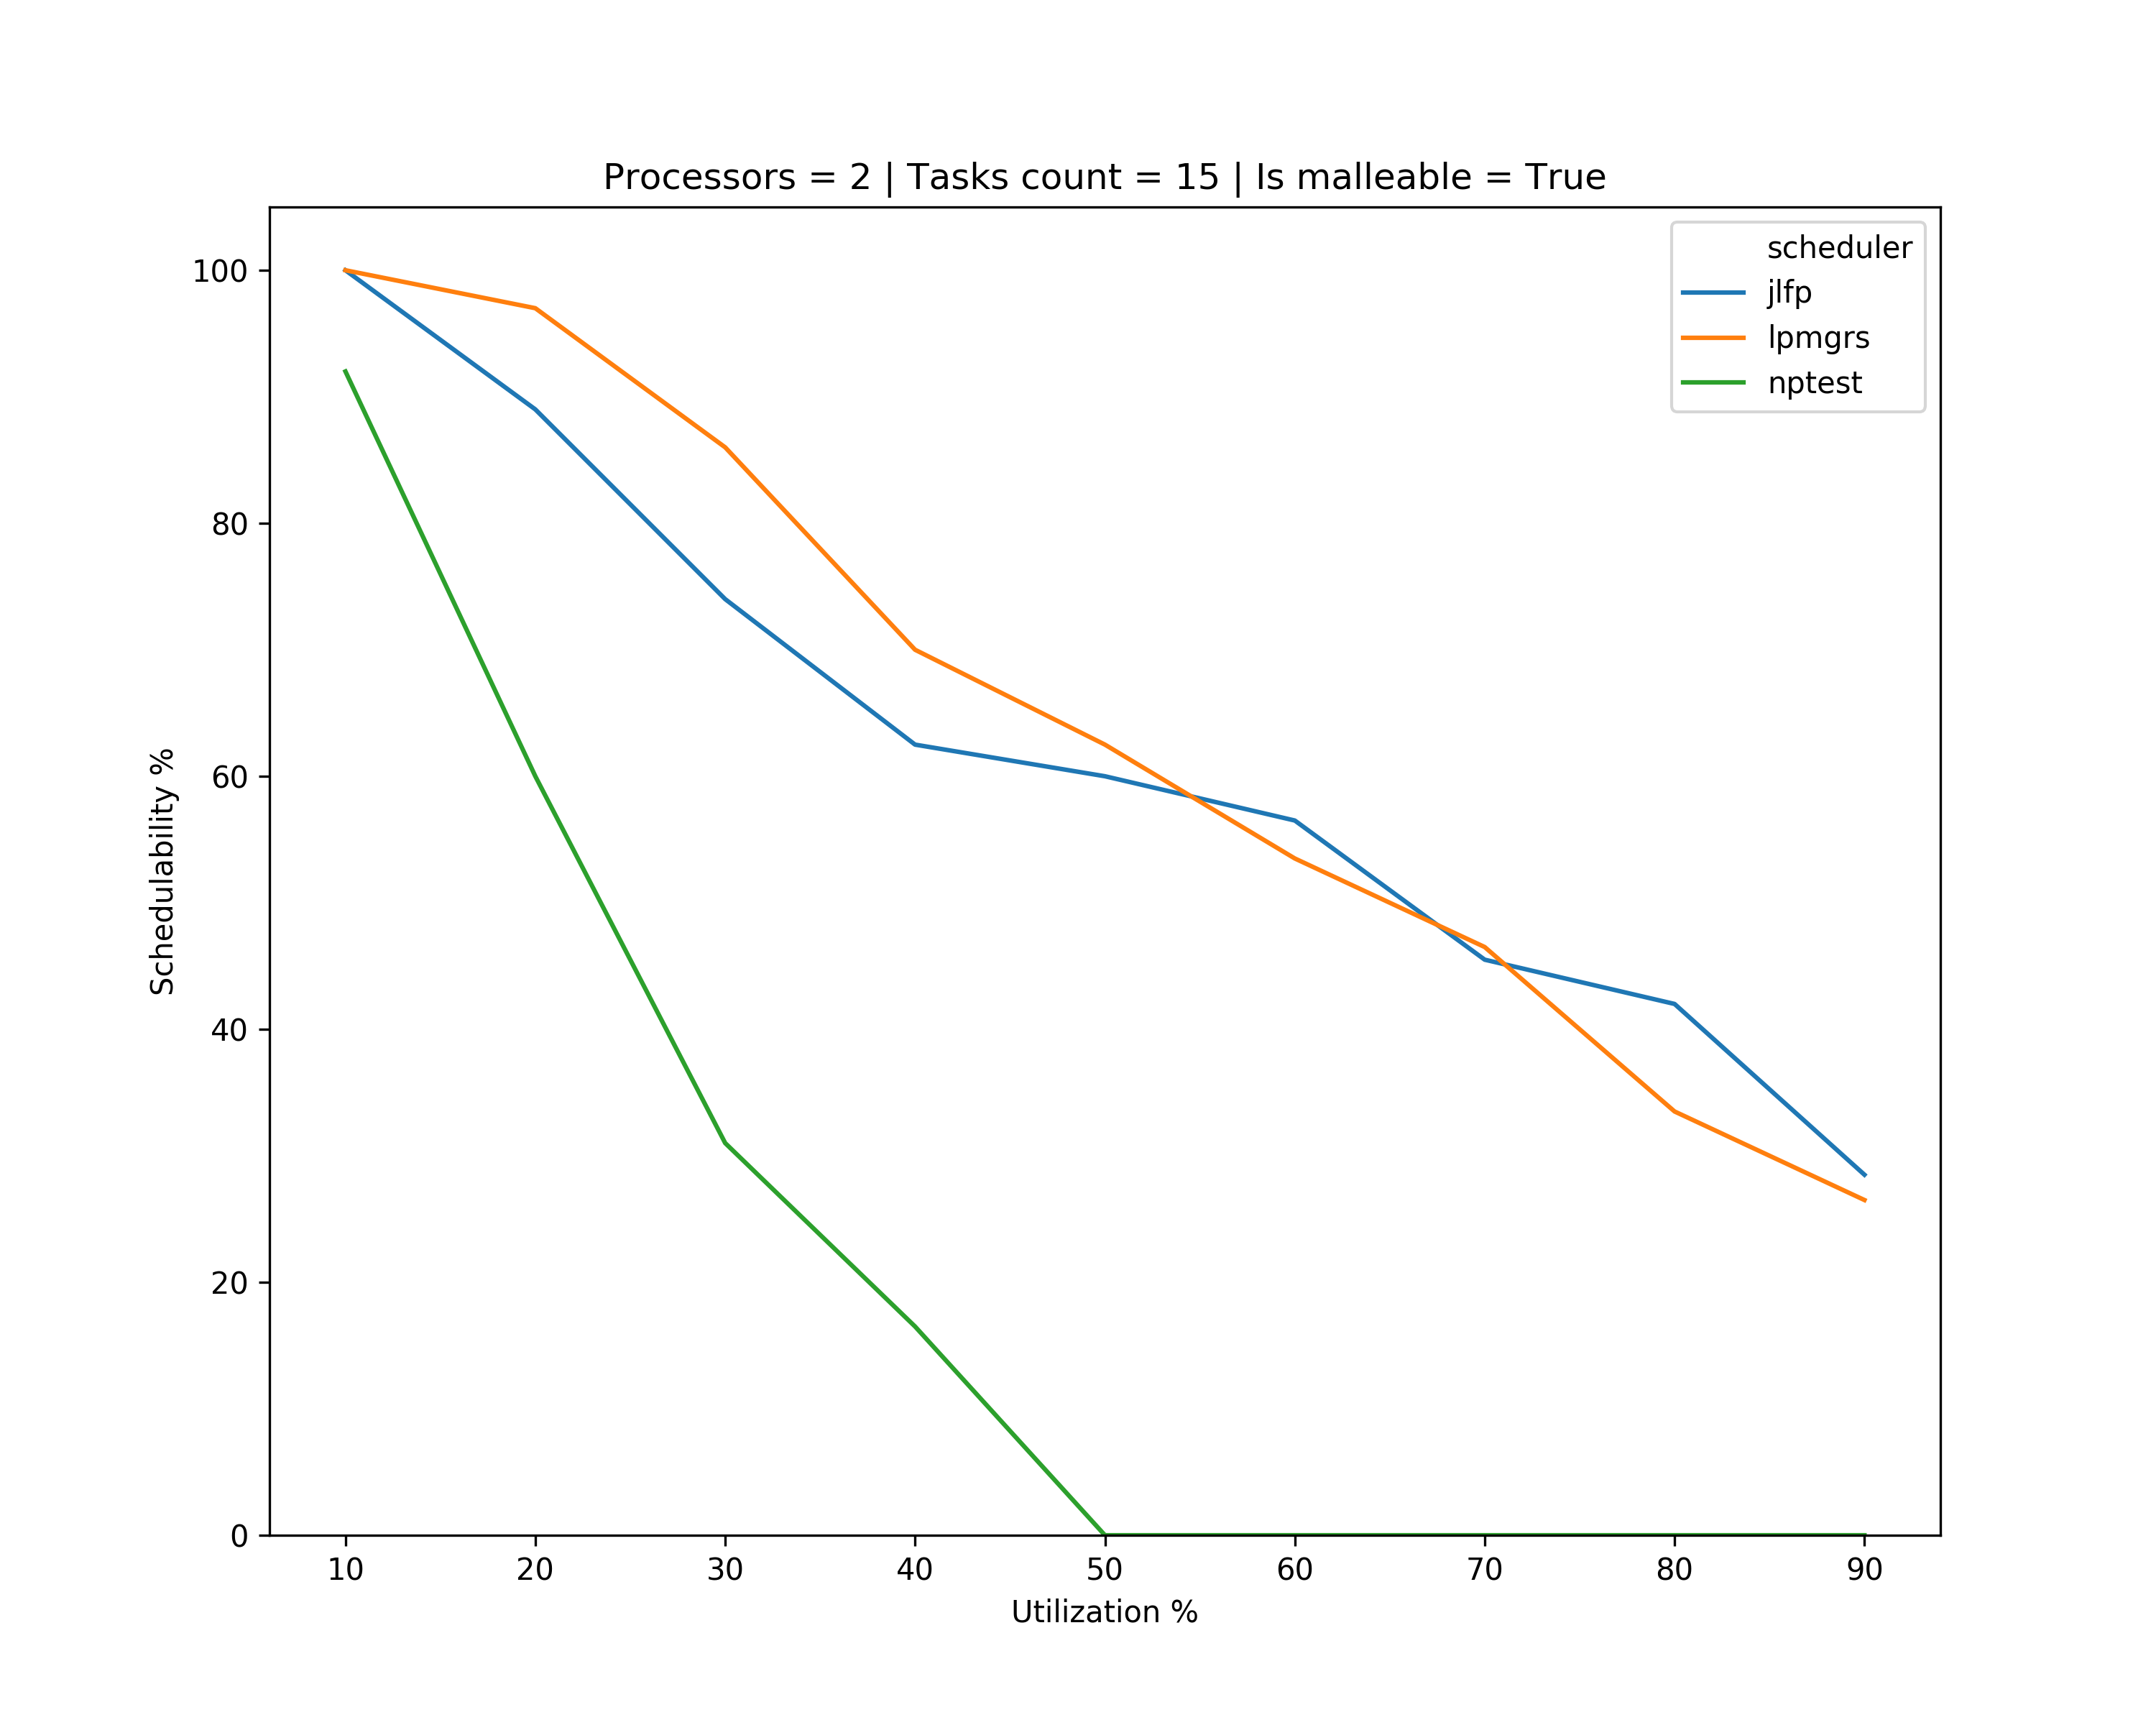 Processors = 2 | Tasks count = 15 | Is malleable = True
scheduler
jlfp
lpmgrs
nptest
Schedulability %
100
80
60
40
20
0
10 20 30 40 50 60 70 80 90
Utilization %